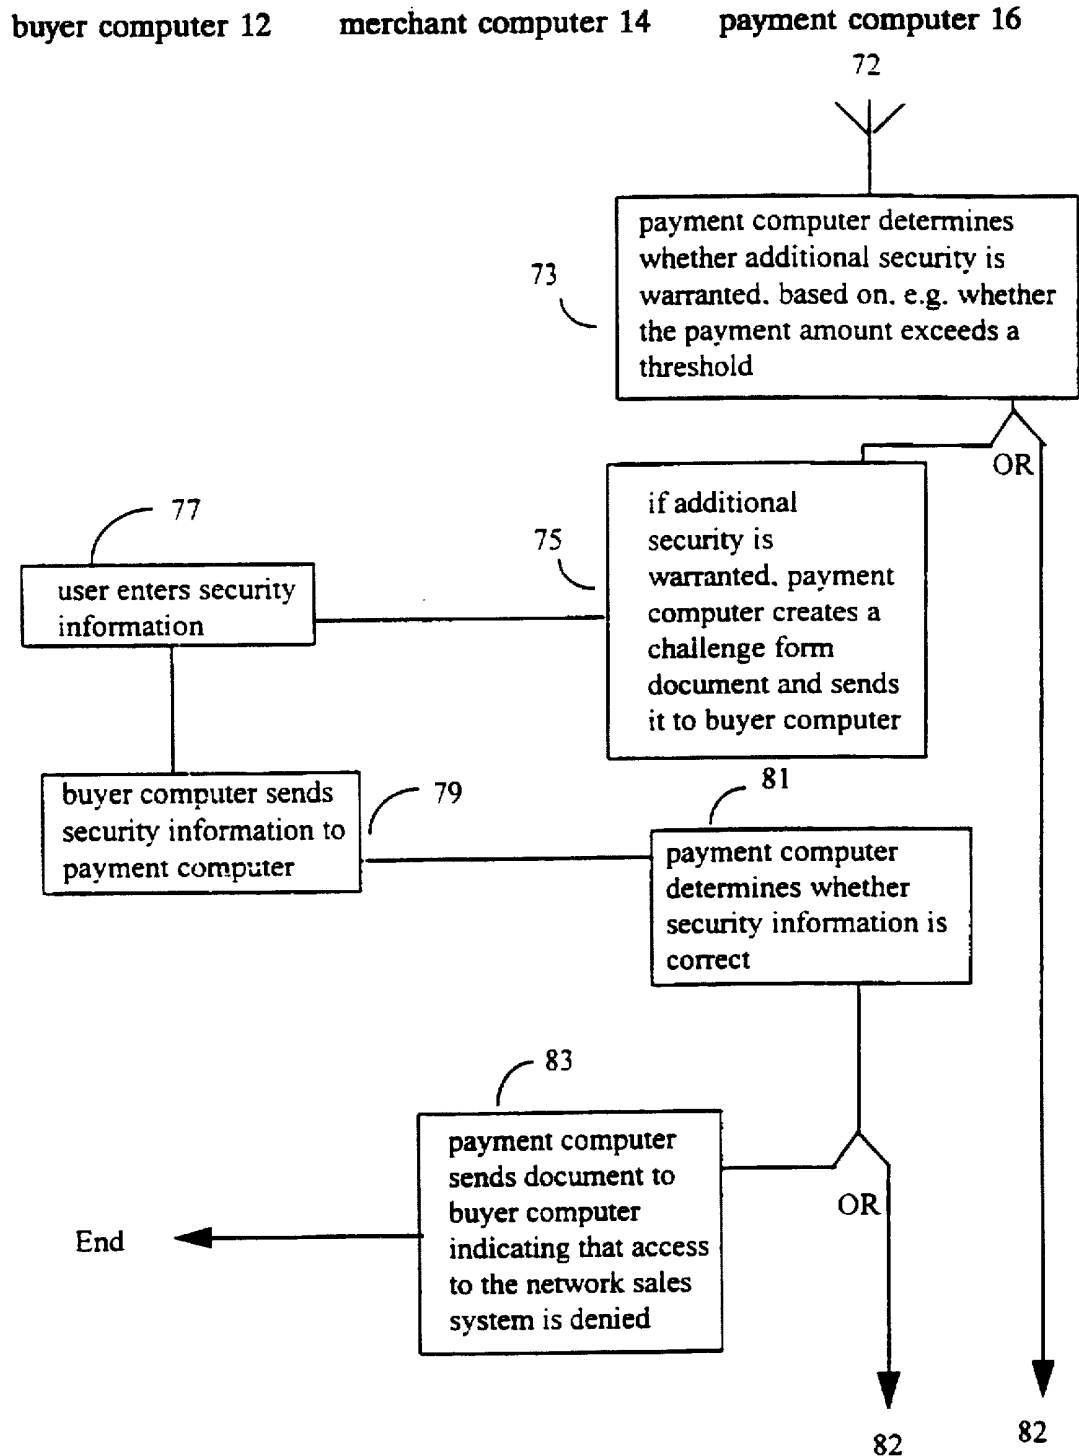 buyer computer 12 merchant computer 14 payment computer 16
72
payment computer determines
whether additional security is
warranted. based on. e.g. whether
the payment amount exceeds a
threshold
73
OR
77
user enters security
information
75
if additional
security is
warranted. payment
computer creates a
challenge form
document and sends
it to buyer computer
buyer computer sends
security information to
payment computer
79
81
payment computer
determines whether
security information is
correct
83
payment computer
sends document to
buyer computer
indicating that access
to the network sales
system is denied
OR
End
82
82